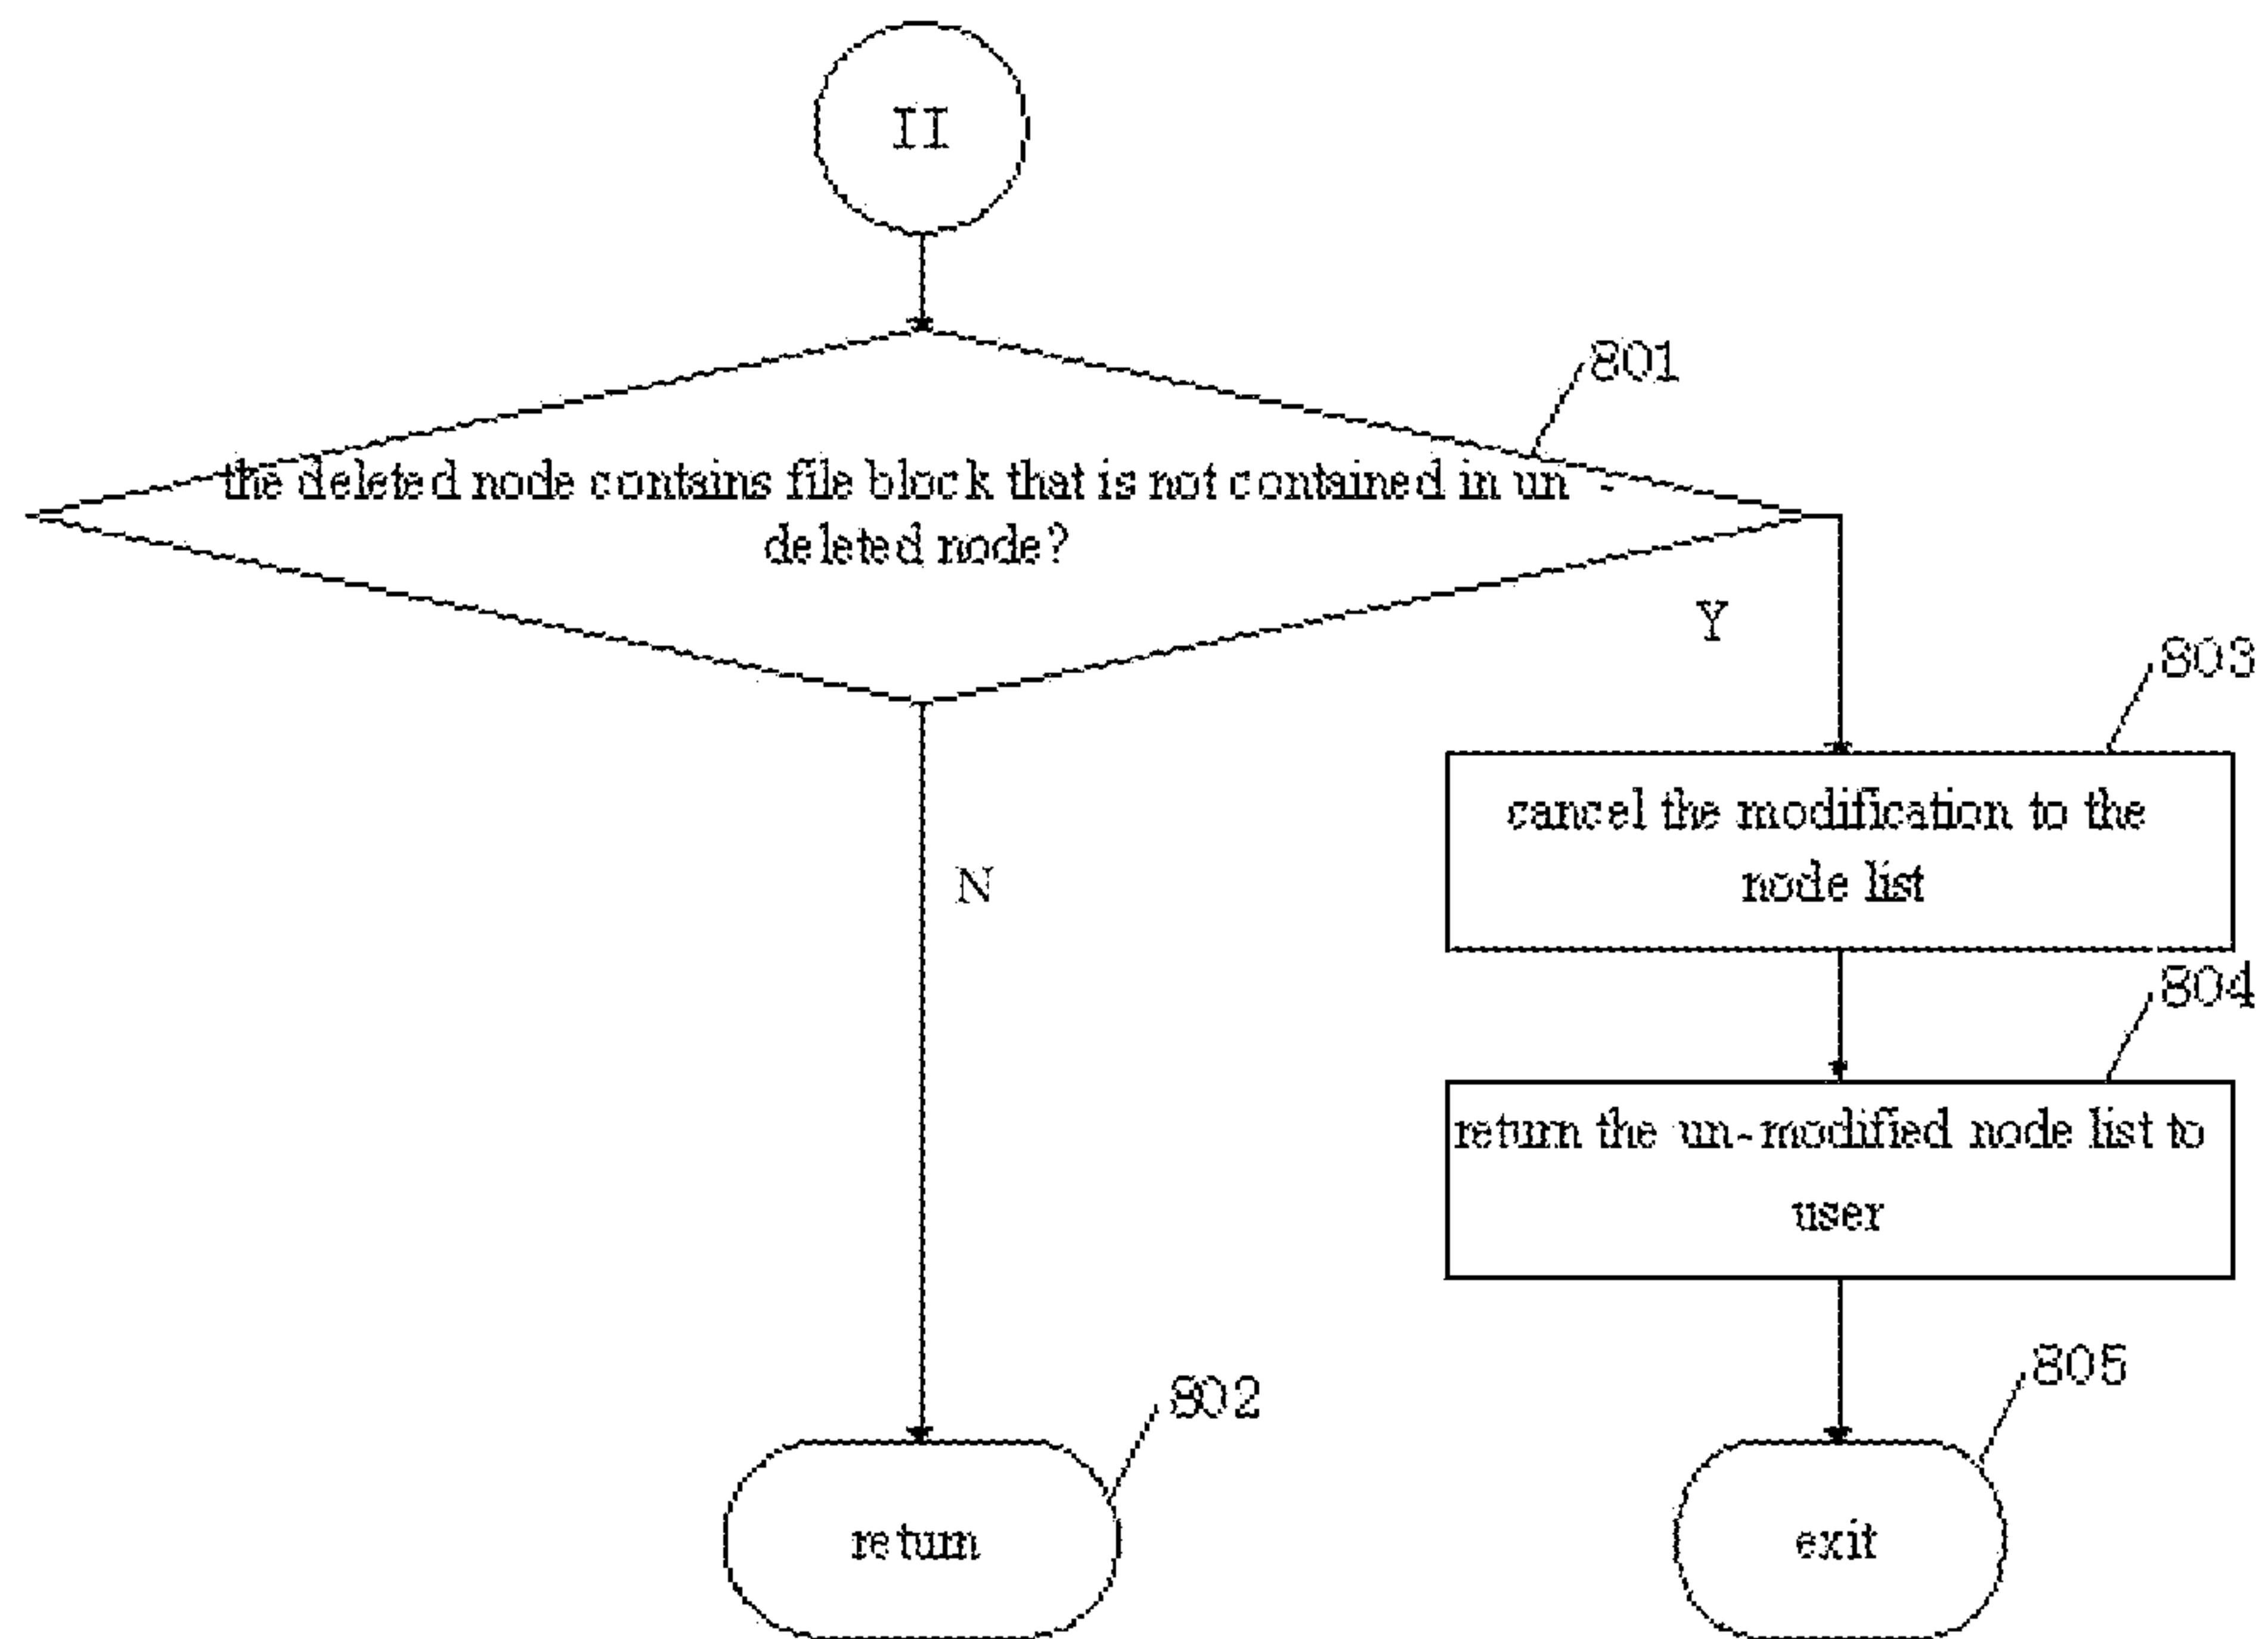 II
801
the deleted node contains file block that is not contained in un
deleted node?
Y
803
cancel the modification to the
node list
N
804
return the un-modified node list to
user
805
802
return
exit